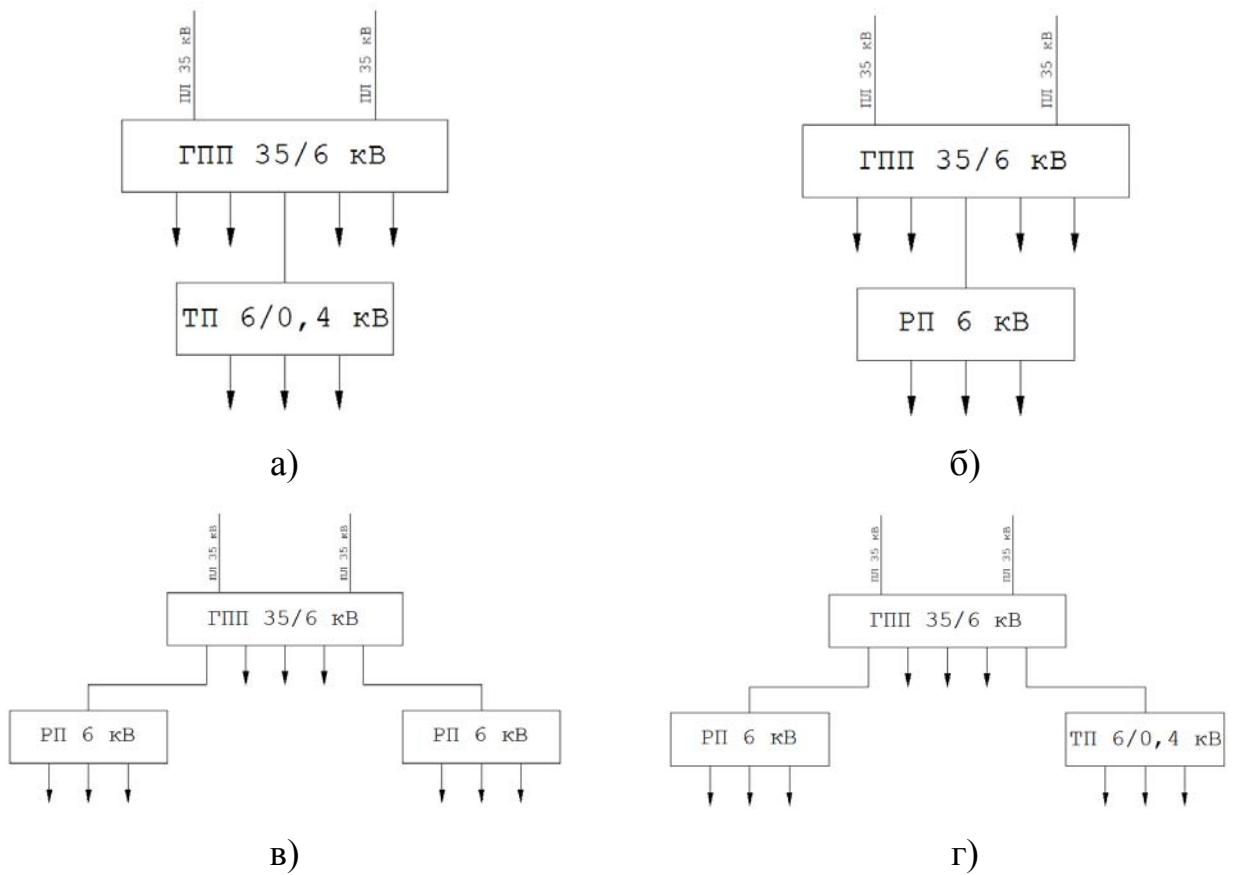 ПЛ 35 кВ
ПЛ 35 кВ
ГПП 35/6 кВ
ТП 6/0,4 кВ
а)
ПЛ 35 кВ
ПЛ 35 кВ
ГПП 35/6 кВ
РП 6 кВ
б)
ПЛ 35 кВ
ПЛ 35 кВ
ГПП 35/6 кВ
РП 6 кВ
РП 6 кВ
в)
ПЛ 35 кВ
ПЛ 35 кВ
ГПП 35/6 кВ
РП 6 кВ
ТП 6/0,4 кВ
г)